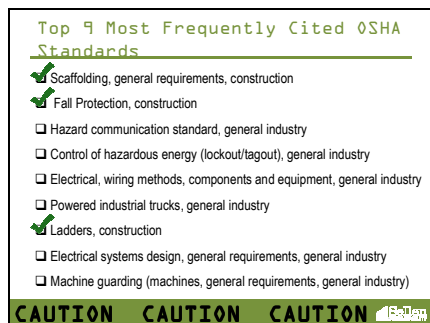 Top 9 Most Frequently Cited OSHA
Standards
Scaffolding, general requirements, construction
Fall Protection, construction
Hazard communication standard, general industry
Control of hazardous energy (lockout/tagout), general industry
Electrical, wiring methods, components and equipment, general industry
Powered industrial trucks, general industry
Ladders, construction
Electrical systems design, general requirements, general industry
Machine guarding (machines, general requirements, general industry)
CAUTION CAUTION CAUTION